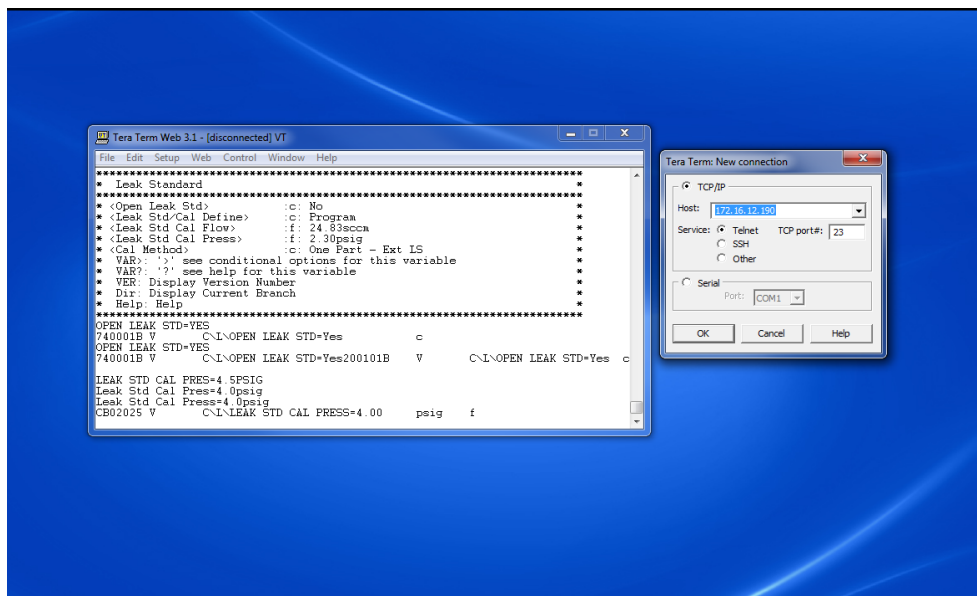 Tera Term Web 3.1 - [disconnected] VT
File Edit Setup Web Control Window Help
*******************************************************************
* Leak Standard *
*******************************************************************
* <Open Leak Std> :c: No *
* <Leak Std/Cal Define> :c: Program *
* <Leak Std Cal Flow> :f: 24.83sccm *
* <Leak Std Cal Press> :f: 2.30psig *
* <Cal Method> :c: One Part - Ext LS *
* VAR>: '>' see conditional options for this variable *
* VAR?: '?' see help for this variable *
* VER: Display Version Number *
* Dir: Display Current Branch *
* Help: Help *
*******************************************************************
OPEN LEAK STD=YES
740001B V C\L\OPEN LEAK STD=Yes c
OPEN LEAK STD=YES
740001B V C\L\OPEN LEAK STD=Yes200101B V C\L\OPEN LEAK STD=Yes c
LEAK STD CAL PRES=4.5PSIG
Leak Std Cal Pres=4.0psig
Leak Std Cal Press=4.0psig
CB02025 V C\L\LEAK STD CAL PRESS=4.00 psig f
Tera Term: New connection
TCP/IP
Host: 172.16.12.190
Service: Telnet TCP port#: 23
SSH
Other
Serial
Port: COM1
OK Cancel Help